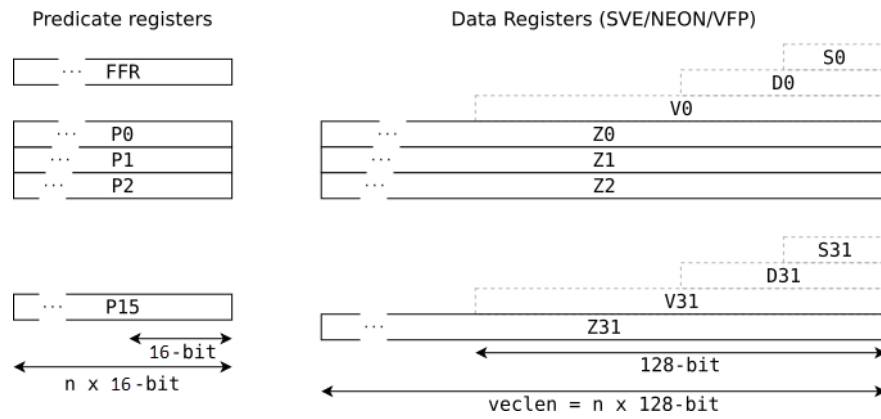 Predicate registers
Data Registers (SVE/NEON/VFP)
S0
··· FFR
D0
V0
··· P0
··· Z0
··· P1
··· Z1
··· P2
··· Z2
S31
D31
··· P15
V31
··· Z31
16-bit
128-bit
n x 16-bit
veclen = n x 128-bit